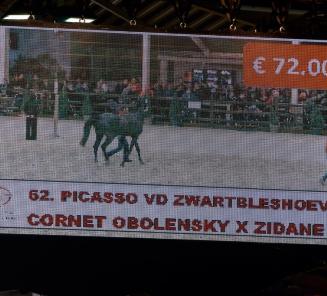 € 72.00
62. PICASSO VD ZWARTBLESHOEV
CORNET OBOLENSKY X ZIDANE